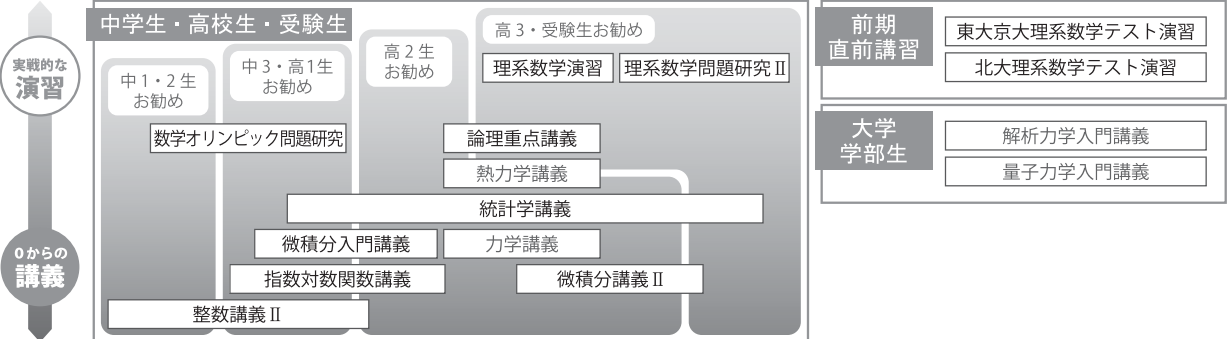 実戦的な
演習
0からの
講義
中学生・高校生・受験生
中1・2生
お勧め
中3・高1生
お勧め
高2生
お勧め
高3・受験生お勧め
理系数学演習
理系数学問題研究Ⅱ
数学オリンピック問題研究
論理重点講義
熱力学講義
統計学講義
微積分入門講義
力学講義
指数対数関数講義
微積分講義Ⅱ
整数講義Ⅱ
前期
直前講習
東大京大理系数学テスト演習
北大理系数学テスト演習
大学
学部生
解析力学入門講義
量子力学入門講義